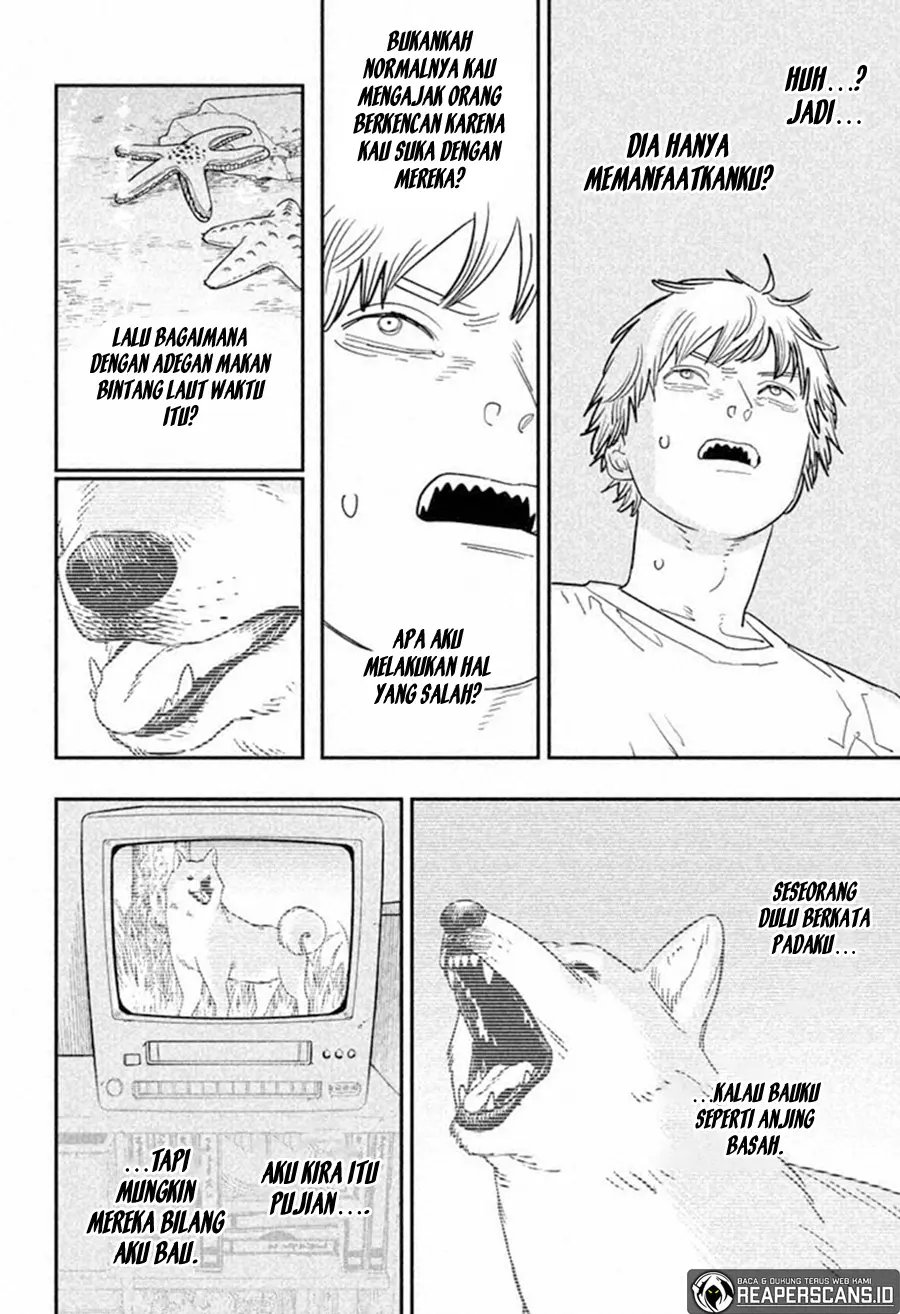 HUH...?
JADI...
DIA HANYA
MEMANFAATKANKU?
BUKANKAH
NORMALNYA KAU
MENGAJAK ORANG
BERKENCAN KARENA
KAU SUKA DENGAN
MEREKA?
APA AKU
MELAKUKAN HAL
YANG SALAH?
LALU BAGAIMANA
DENGAN ADEGAN MAKAN
BINTANG LAUT WAKTU
ITU?
SESEORANG
DULU BERKATA
PADAKU...
...KALAU BAUKU
SEPERTI ANJING
BASAH.
AKU KIRA ITU
PUJIAN....
...TAPI
MUNGKIN
MEREKA BILANG
AKU BAU.
BACA & DUKUNG TERUS WEB KAMI
REAPERSCANS.ID